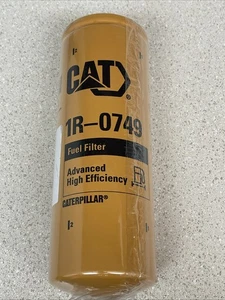 CAT®
1R-0749
Fuel Filter
Advanced
High Efficiency
CATERPILLAR®